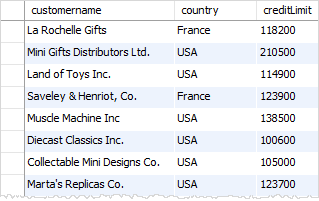 customername country creditLimit
La Rochelle Gifts France 118200
Mini Gifts Distributors Ltd. USA 210500
Land of Toys Inc. USA 114900
Saveley & Henriot, Co. France 123900
Muscle Machine Inc USA 138500
Diecast Classics Inc. USA 100600
Collectable Mini Designs Co. USA 105000
Marta's Replicas Co. USA 123700